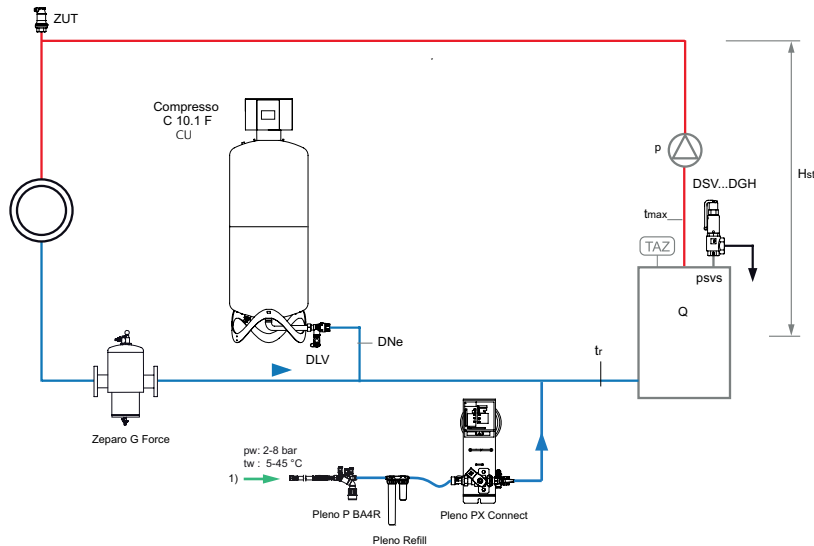 ZUT
Compresso
C 10.1 F
CU
p
Hst
DSV...DGH
tmax
TAZ
psvs
Q
DNe
DLV
tr
Zeparo G Force
pw: 2-8 bar
tw : 5-45 °C
1)
Pleno P BA4R
Pleno PX Connect
Pleno Refill